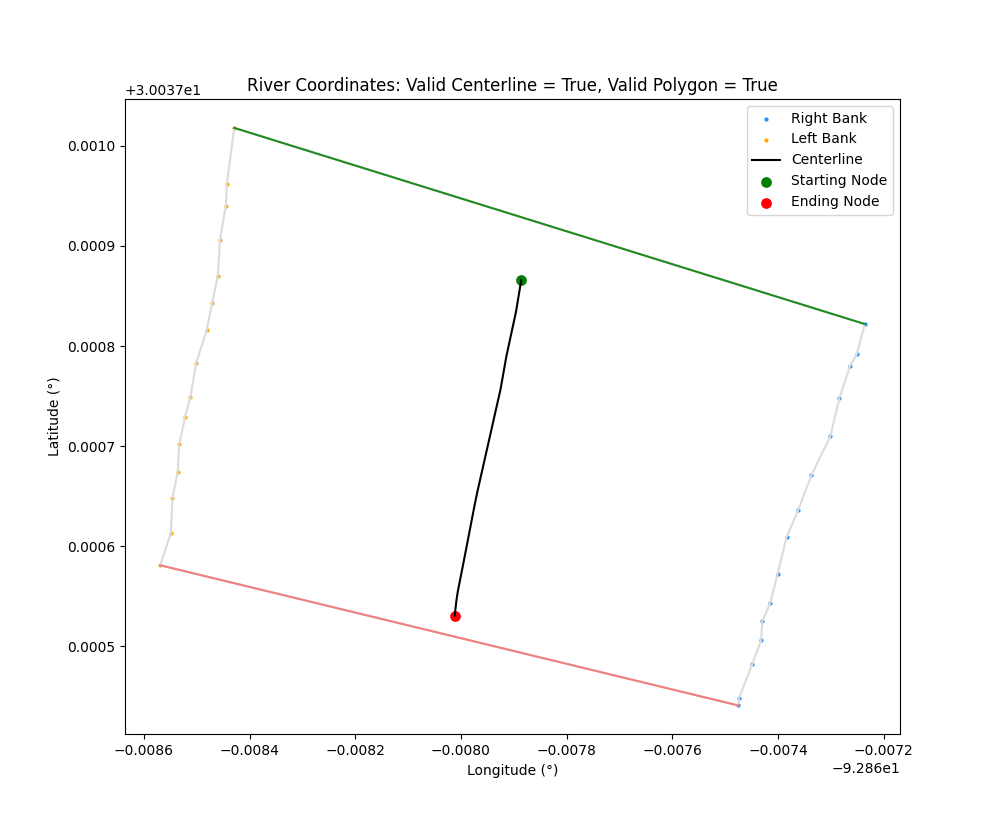 River Coordinates: Valid Centerline = True, Valid Polygon = True
+3.0037e1
Right Bank
Left Bank
Centerline
Starting Node
Ending Node
0.0010
0.0009
0.0008
0.0007
0.0006
0.0005
Latitude (°)
−0.0086 −0.0084 −0.0082 −0.0080 −0.0078 −0.0076 −0.0074 −0.0072
Longitude (°)
−9.286e1